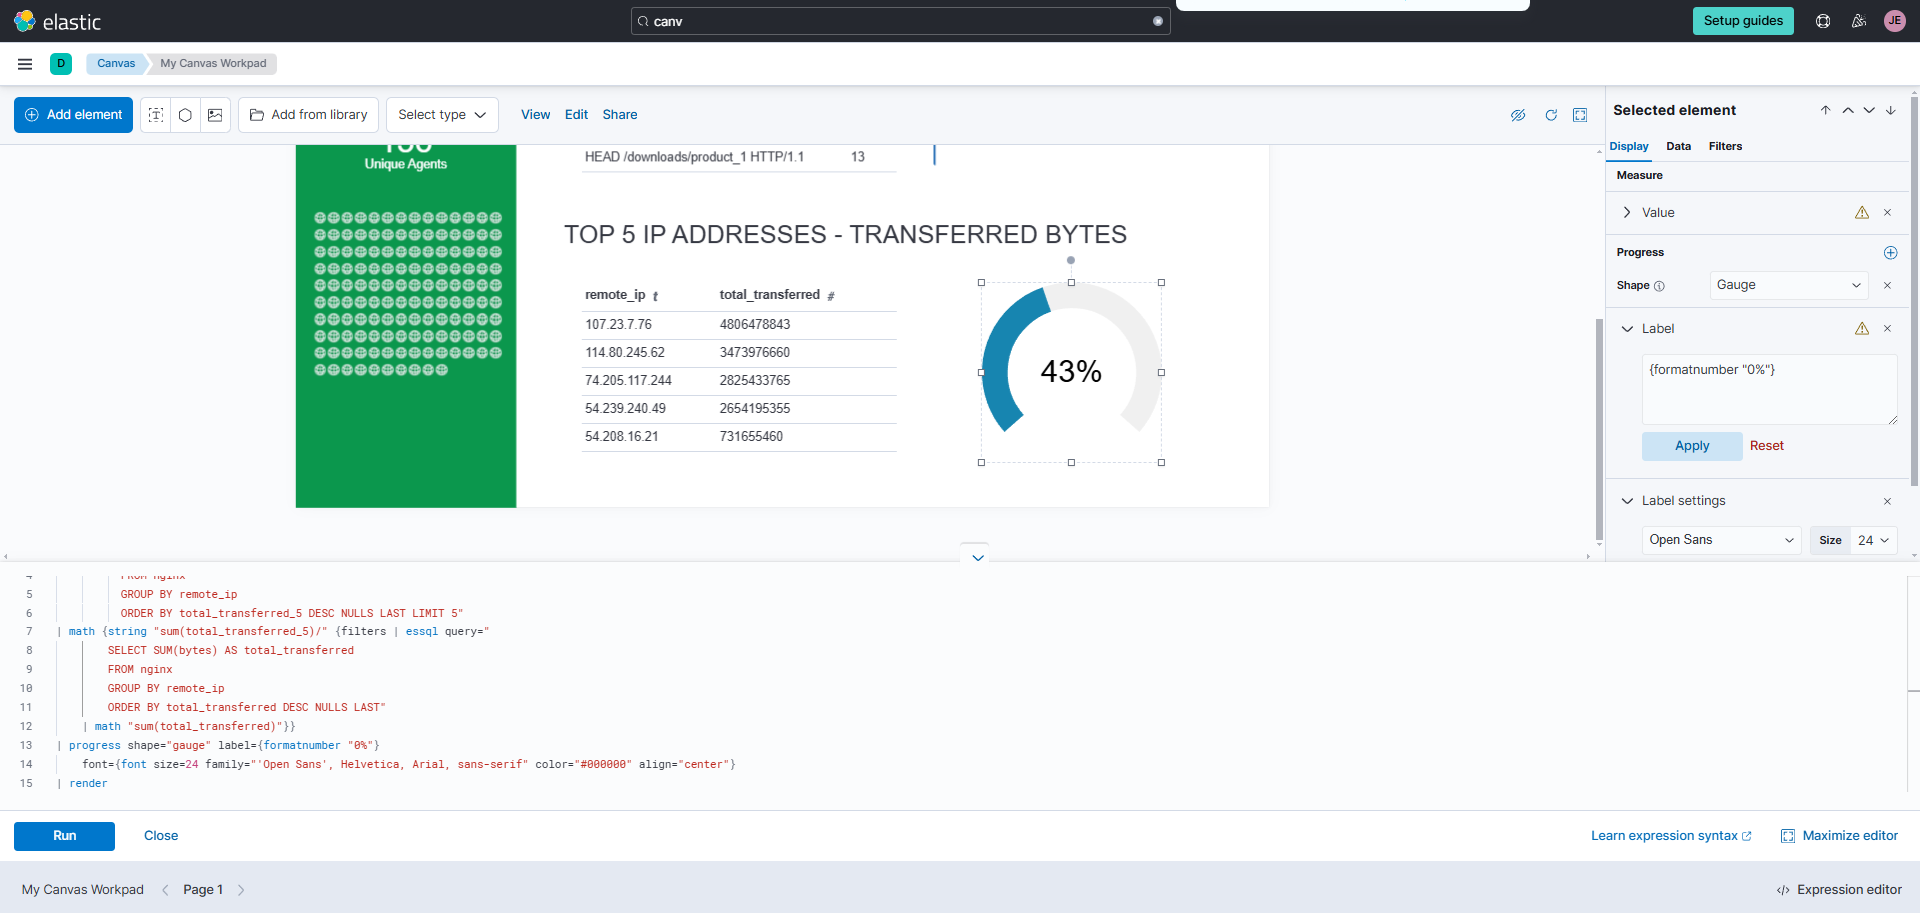 elastic
canv
Setup guides
JE
D
Canvas
My Canvas Workpad
Add element
Add from library
Select type
View
Edit
Share
Unique Agents
HEAD /downloads/product_1 HTTP/1.1 13
TOP 5 IP ADDRESSES - TRANSFERRED BYTES
remote_ip t total_transferred #
107.23.7.76 4806478843
114.80.245.62 3473976660
74.205.117.244 2825433765
54.239.240.49 2654195355
54.208.16.21 731655460
43%
Selected element
Display Data Filters
Measure
Value
Progress
Shape Gauge
Label
{formatnumber "0%"}
Apply Reset
Label settings
Open Sans Size 24
4 FROM nginx
5 GROUP BY remote_ip
6 ORDER BY total_transferred_5 DESC NULLS LAST LIMIT 5"
7 | math {string "sum(total_transferred_5)/" {filters | essql query="
8 SELECT SUM(bytes) AS total_transferred
9 FROM nginx
10 GROUP BY remote_ip
11 ORDER BY total_transferred DESC NULLS LAST"
12 | math "sum(total_transferred)"}}
13 | progress shape="gauge" label={formatnumber "0%"}
14 font={font size=24 family="'Open Sans', Helvetica, Arial, sans-serif" color="#000000" align="center"}
15 | render
Run
Close
Learn expression syntax
Maximize editor
My Canvas Workpad
Page 1
Expression editor